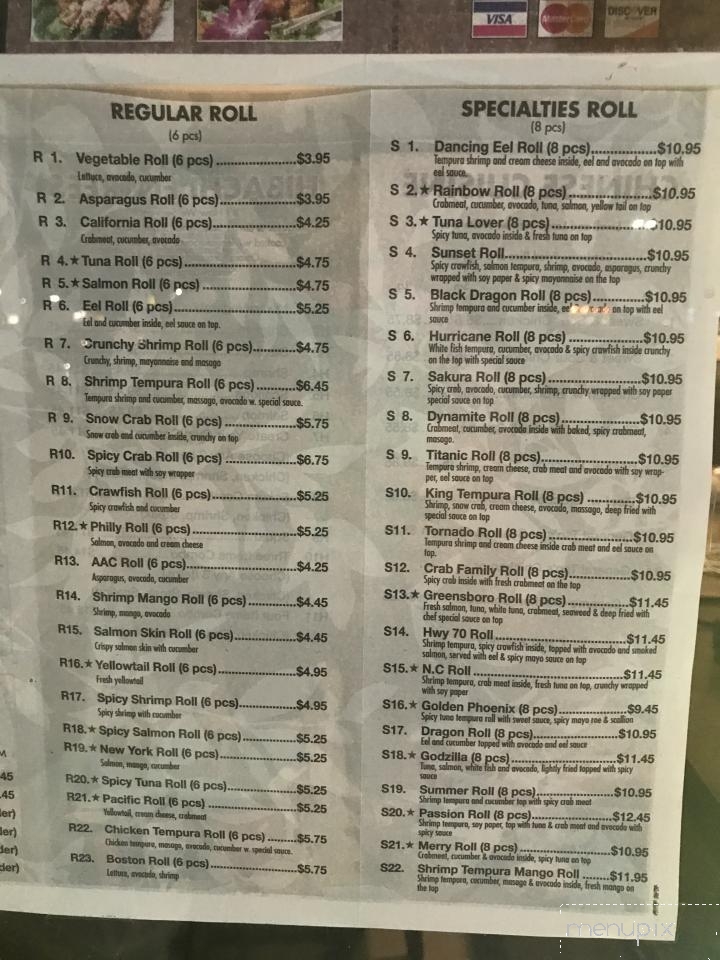 VISA
MasterCard
DISCOVER
REGULAR ROLL
(6 pcs)
R 1. Vegetable Roll (6 pcs) ....................$3.95
Lettuce, avocado, cucumber
R 2. Asparagus Roll (6 pcs)....................$3.95
R 3. California Roll (6 pcs)....................$4.25
Crabmeat, cucumber, avocado
R 4.★ Tuna Roll (6 pcs)....................$4.75
R 5.★ Salmon Roll (6 pcs)....................$4.75
R 6. Eel Roll (6 pcs)....................$5.25
Eel and cucumber inside, eel sauce on top.
R 7. Crunchy Shrimp Roll (6 pcs)............$4.75
Crunchy, shrimp, mayonnaise and masago
R 8. Shrimp Tempura Roll (6 pcs)..........$6.45
Tempura shrimp and cucumber, massago, avocado w. special sauce.
R 9. Snow Crab Roll (6 pcs) ..................$5.75
Snow crab and cucumber inside, crunchy on top
R10. Spicy Crab Roll (6 pcs) ..................$6.75
Spicy crab meat with soy wrapper
R11. Crawfish Roll (6 pcs)....................$5.25
Spicy crawfish and cucumber
R12.★ Philly Roll (6 pcs)....................$5.25
Salmon, avocado and cream cheese
R13. AAC Roll (6 pcs) ....................$4.25
Asparagus, avocado, cucumber
R14. Shrimp Mango Roll (6 pcs)..............$4.45
Shrimp, mango, avocado
R15. Salmon Skin Roll (6 pcs)................$4.45
Crispy salmon skin with cucumber
R16.★ Yellowtail Roll (6 pcs)....................$4.95
Fresh yellowtail
R17. Spicy Shrimp Roll (6 pcs)..............$4.95
Spicy shrimp with cucumber
R18.★ Spicy Salmon Roll (6 pcs)..............$5.25
R19.★ New York Roll (6 pcs)....................$5.25
Salmon, mango, cucumber
R20.★ Spicy Tuna Roll (6 pcs)..................$5.25
R21.★ Pacific Roll (6 pcs) ....................$5.25
Yellowtail, cream cheese, crabmeat
R22. Chicken Tempura Roll (6 pcs) ........$5.75
Chicken tempura, masago, avocado, cucumber w. special sauce.
R23. Boston Roll (6 pcs) ....................$5.75
Lettuce, avocado, shrimp
SPECIALTIES ROLL
(8 pcs)
S 1. Dancing Eel Roll (8 pcs)................$10.95
Tempura shrimp and cream cheese inside, eel and avocado on top with
eel sauce.
S 2.★ Rainbow Roll (8 pcs) ....................$10.95
Crabmeat, cucumber, avocado, tuna, salmon, yellow tail on top
S 3.★ Tuna Lover (8 pcs)....................10.95
Spicy tuna, avocado inside & fresh tuna on top
S 4. Sunset Roll....................$10.95
Spicy crawfish, salmon tempura, shrimp, avocado, asparagus, crunchy
wrapped with soy paper & spicy mayonnaise on the top
S 5. Black Dragon Roll (8 pcs) ..............$10.95
Shrimp tempura and cucumber inside, eel on top with eel
sauce
S 6. Hurricane Roll (8 pcs) ..................$10.95
White fish tempura, cucumber, avocado & spicy crawfish inside crunchy
on the top with special sauce
S 7. Sakura Roll (8 pcs)....................$10.95
Spicy crab, avocado, cucumber, shrimp, crunchy wrapped with soy paper
special sauce on top
S 8. Dynamite Roll (8 pcs)....................$10.95
Crabmeat, cucumber, avocado inside with baked, spicy crabmeat,
masago.
S 9. Titanic Roll (8 pcs)....................$10.95
Tempura shrimp, cream cheese, crab meat and avocado with soy wrap-
per, eel sauce on top
S10. King Tempura Roll (8 pcs) ............$10.95
Shrimp, snow crab, cream cheese, avocado, massago, deep fried with
special sauce on top
S11. Tornado Roll (8 pcs) ....................$10.95
Tempura shrimp and cream cheese inside crab meat and eel sauce on
top.
S12. Crab Family Roll (8 pcs)................$10.95
Spicy crab inside with fresh crabmeat on the top
S13.★ Greensboro Roll (8 pcs) ..............$11.45
Fresh salmon, tuna, white tuna, crabmeat, seaweed & deep fried with
chef special sauce on top
S14. Hwy 70 Roll ....................$11.45
Shrimp tempura, spicy crawfish inside, topped with avocado and smoked
salmon, served with eel & spicy mayo sauce on top
S15.★ N.C Roll ....................$11.45
Shrimp tempura, crab meat inside, fresh tuna on top, crunchy wrapped
with soy paper
S16.★ Golden Phoenix (8 pcs) ..................$9.45
Spicy tuna tempura roll with sweet sauce, spicy mayo roe & scallion
S17. Dragon Roll (8 pcs) ....................$10.95
Eel and cucumber topped with avocado and eel sauce
S18.★ Godzilla (8 pcs) ....................$11.45
Tuna, salmon, white fish and avocado, lightly fried topped with spicy
sauce
S19. Summer Roll (8 pcs) ....................$10.95
Shrimp tempura and cucumber top with spicy crab meat
S20.★ Passion Roll (8 pcs) ....................$12.45
Shrimp tempura, soy paper, top with tuna & crab meat and avocado with
spicy sauce
S21.★ Merry Roll (8 pcs) ....................$10.95
Crabmeat, cucumber & avocado inside, spicy tuna on top
S22. Shrimp Tempura Mango Roll ........$11.95
Shrimp tempura, cucumber, masago & avocado inside, fresh mango on
the top
menupix